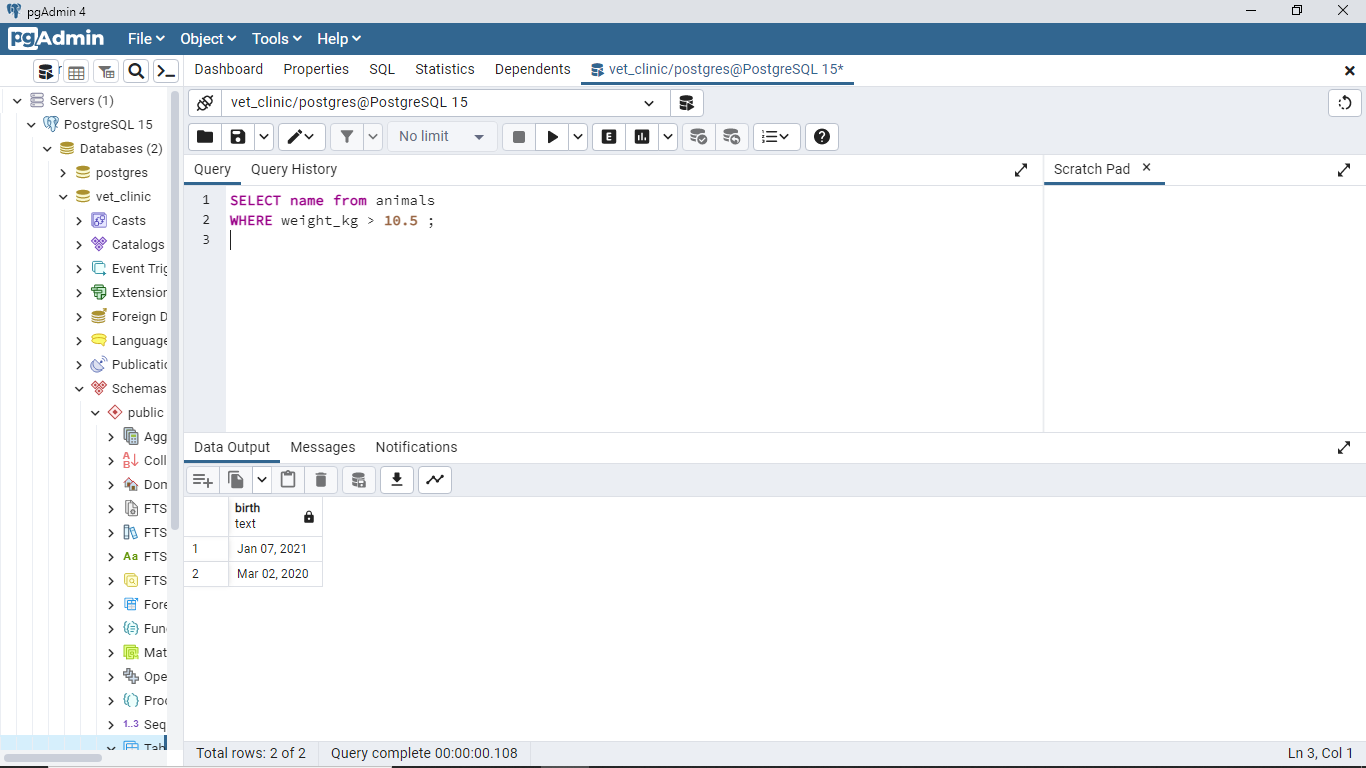 pgAdmin 4
pgAdmin File Object Tools Help
Dashboard Properties SQL Statistics Dependents vet_clinic/postgres@PostgreSQL 15*
Servers (1)
PostgreSQL 15
Databases (2)
postgres
vet_clinic
Casts
Catalogs
Event Trig
Extension
Foreign D
Language
Publicatic
Schemas
public
Agg
Coll
Dom
FTS
FTS
Aa FTS
FTS
Fore
Fun
Mat
Ope
Proc
1..3 Seq
Tab
vet_clinic/postgres@PostgreSQL 15
No limit
E
Query Query History
Scratch Pad
1 SELECT name from animals
2 WHERE weight_kg > 10.5 ;
3
Data Output Messages Notifications
birth
text
1 Jan 07, 2021
2 Mar 02, 2020
Total rows: 2 of 2 Query complete 00:00:00.108 Ln 3, Col 1